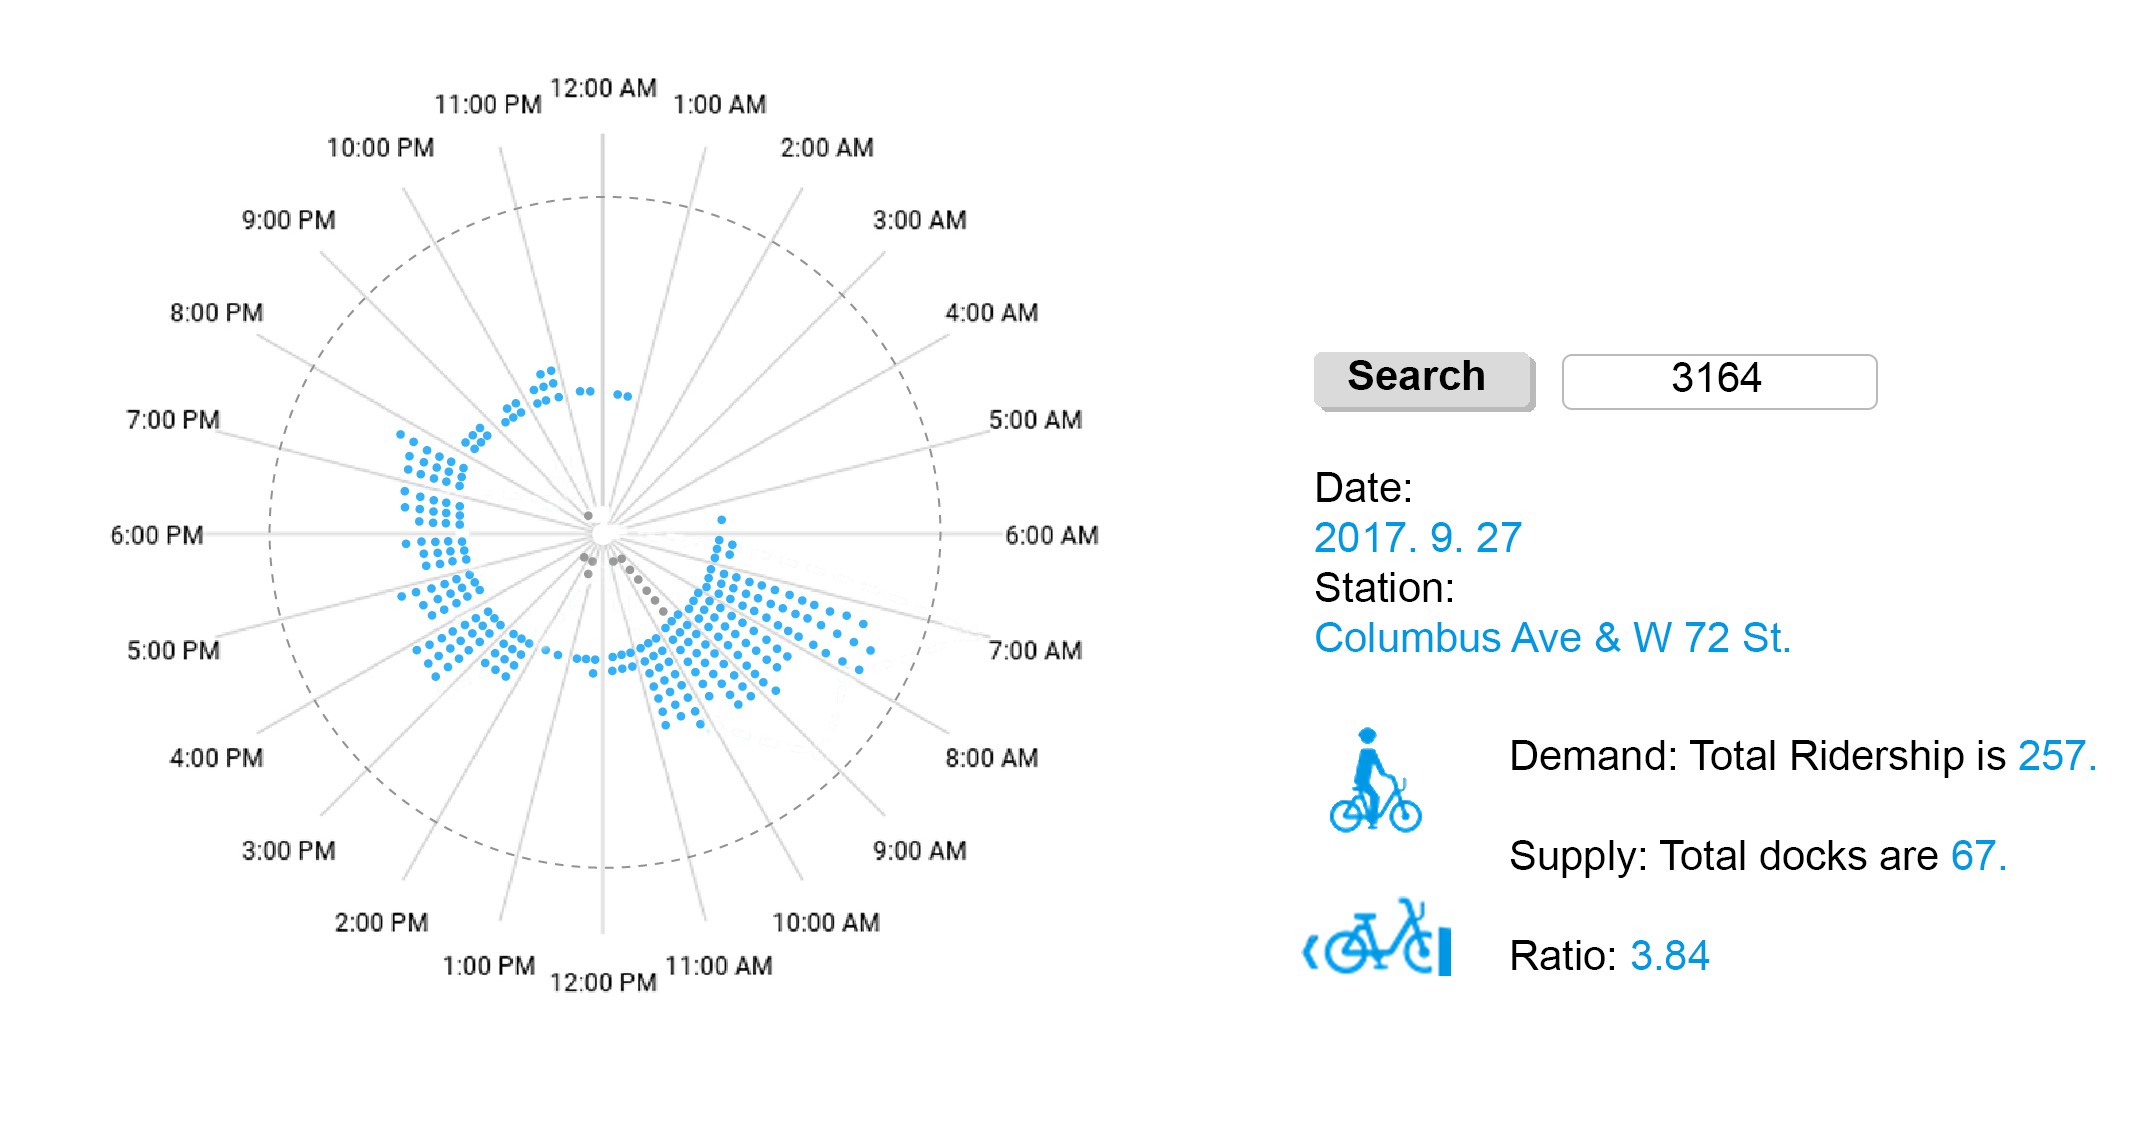 12:00 AM
1:00 AM
2:00 AM
3:00 AM
4:00 AM
5:00 AM
6:00 AM
7:00 AM
8:00 AM
9:00 AM
10:00 AM
11:00 AM
12:00 PM
1:00 PM
2:00 PM
3:00 PM
4:00 PM
5:00 PM
6:00 PM
7:00 PM
8:00 PM
9:00 PM
10:00 PM
11:00 PM
Search
3164
Date:
2017. 9. 27
Station:
Columbus Ave & W 72 St.
Demand: Total Ridership is 257.
Supply: Total docks are 67.
Ratio: 3.84